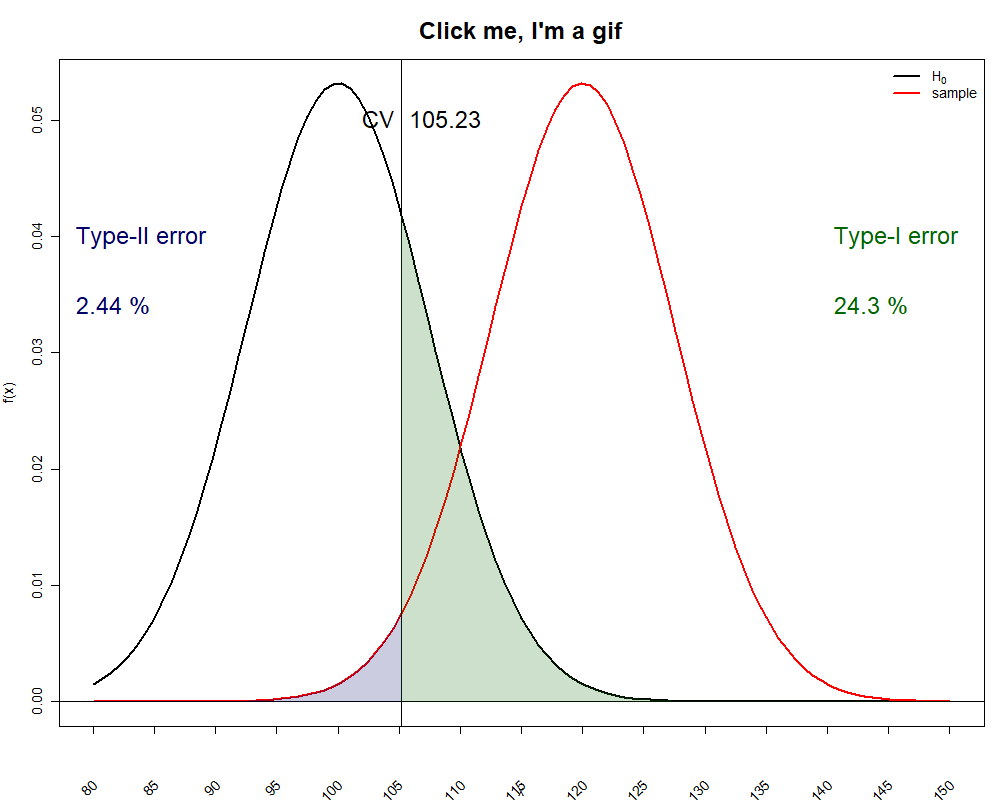 Click me, I'm a gif
H0
sample
CV 105.23
Type-II error
2.44 %
Type-I error
24.3 %
f(x)
0.05
0.04
0.03
0.02
0.01
0.00
80 85 90 95 100 105 110 115 120 125 130 135 140 145 150